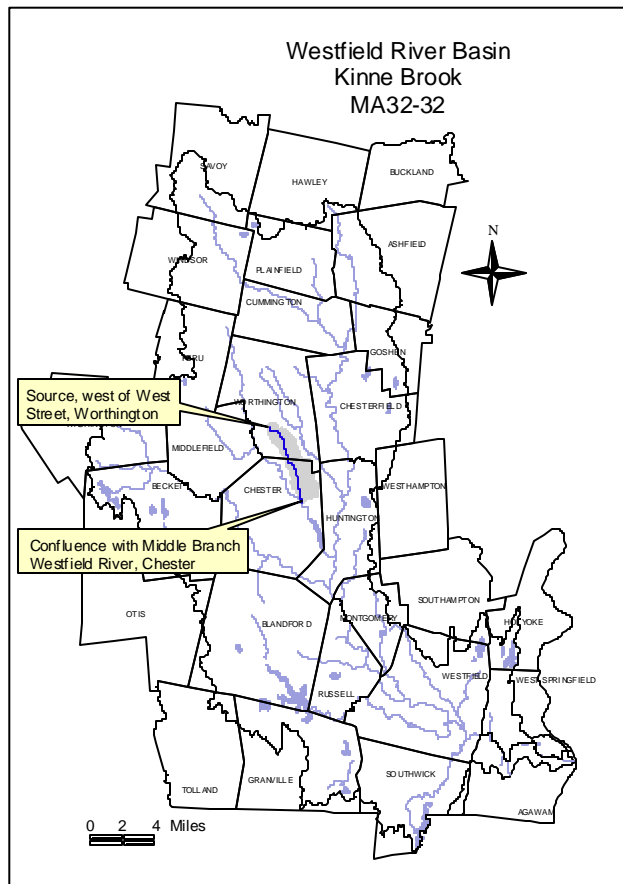 Westfield River Basin
Kinne Brook
MA32-32
SAVOY
HAWLEY
BUCKLAND
N
ASHFIELD
WINDSOR
PLAINFIELD
CUMMINGTON
GOSHEN
Source, west of West
Street, Worthington
WORTHINGTON
CHESTERFIELD
MIDDLEFIELD
BECKET
CHESTER
WESTHAMPTON
HUNTINGTON
Confluence with Middle Branch
Westfield River, Chester
SOUTHAMPTON
OTIS
BLANDFORD
MONTGOMERY
HOLYOKE
WESTFIELD
WEST SPRINGFIELD
RUSSELL
TOLLAND
GRANVILLE
SOUTHWICK
AGAWAM
0 2 4 Miles